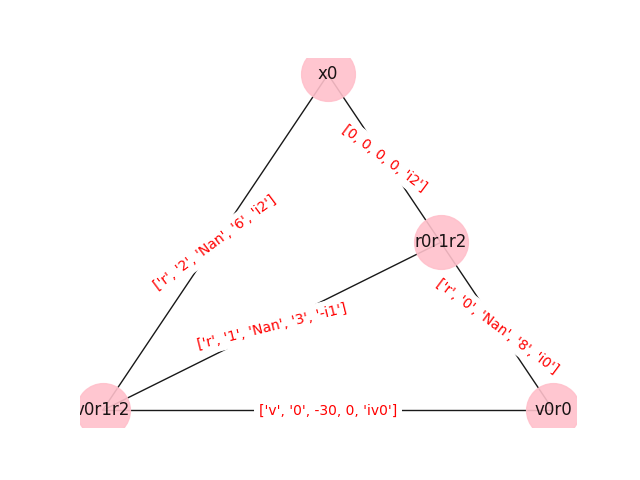 x0
[0, 0, 0, 0, 'i2']
['r', '2', 'Nan', '6', 'i2']
r0r1r2
['r', '0', 'Nan', '8', 'i0']
['r', '1', 'Nan', '3', '-i1']
v0r1r2
['v', '0', -30, 0, 'iv0']
v0r0